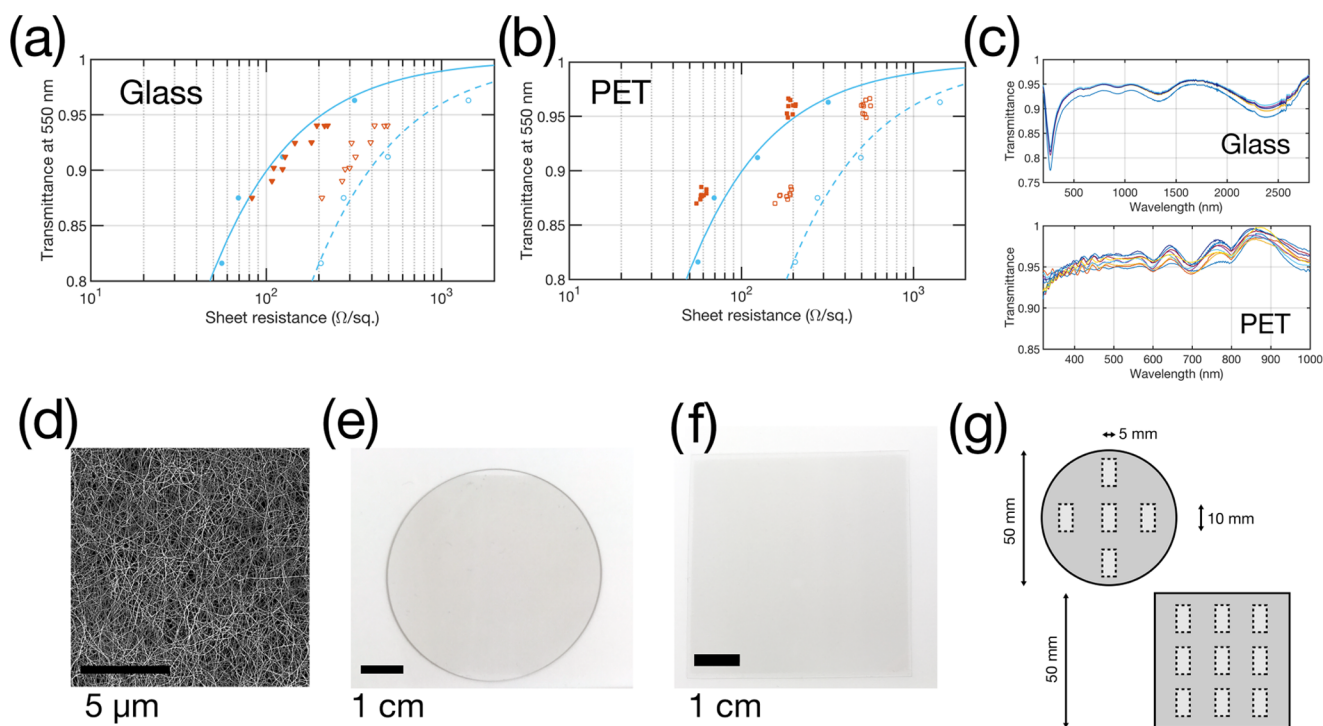 (a)
Transmittance at 550 nm
1
0.95
0.9
0.85
0.8
Glass
10^1
10^2
10^3
Sheet resistance (Ω/sq.)
(b)
1
0.95
0.9
0.85
0.8
PET
10^1
10^2
10^3
Sheet resistance (Ω/sq.)
(c)
Transmittance
1
0.95
0.9
0.85
0.8
0.75
Glass
500
1000
1500
2000
2500
Wavelength (nm)
Transmittance
1.00
0.95
0.90
0.85
PET
400
500
600
700
800
900
1000
Wavelength (nm)
(d)
5 μm
(e)
1 cm
(f)
1 cm
(g)
5 mm
50 mm
10 mm
50 mm